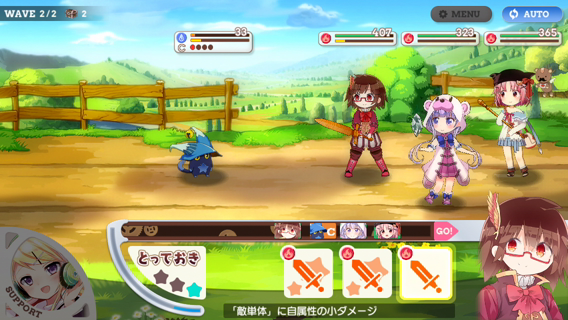 WAVE 2/2 2
MENU
AUTO
33
C
407
323
365
C
GO!
とっておき
SUPPORT
「敵単体」に自属性の小ダメージ